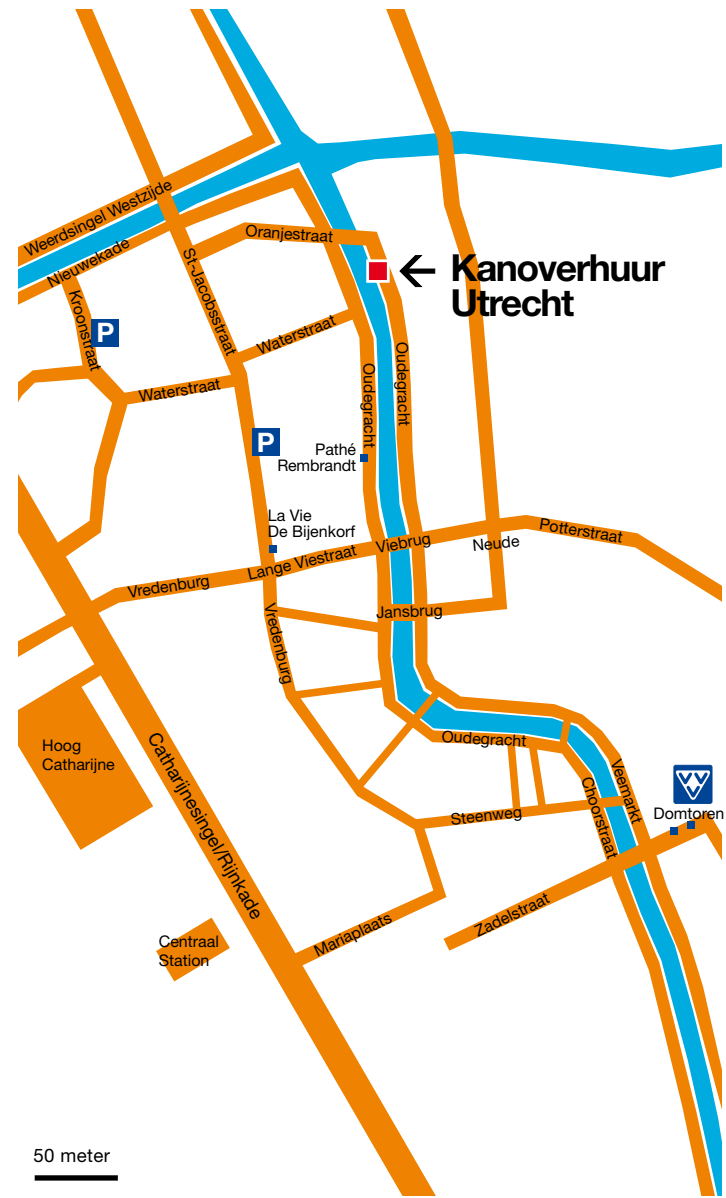 Weerdsingel Westzijde
Nieuwekade
Oranjestraat
Kanoverhuur
Utrecht
St-Jacobsstraat
Kroonstraat
P
Waterstraat
Waterstraat
Oudegracht
Oudegracht
P
Pathé
Rembrandt
La Vie
De Bijenkorf
Viebrug
Neude
Potterstraat
Lange Viestraat
Vredenburg
Vredenburg
Jansbrug
Hoog
Catharijne
Catharijnesingel/Rijnkade
Oudegracht
Veemarkt
Choorstraat
Steenweg
VVV
Domtoren
Zadelstraat
Mariaplaats
Centraal
Station
50 meter